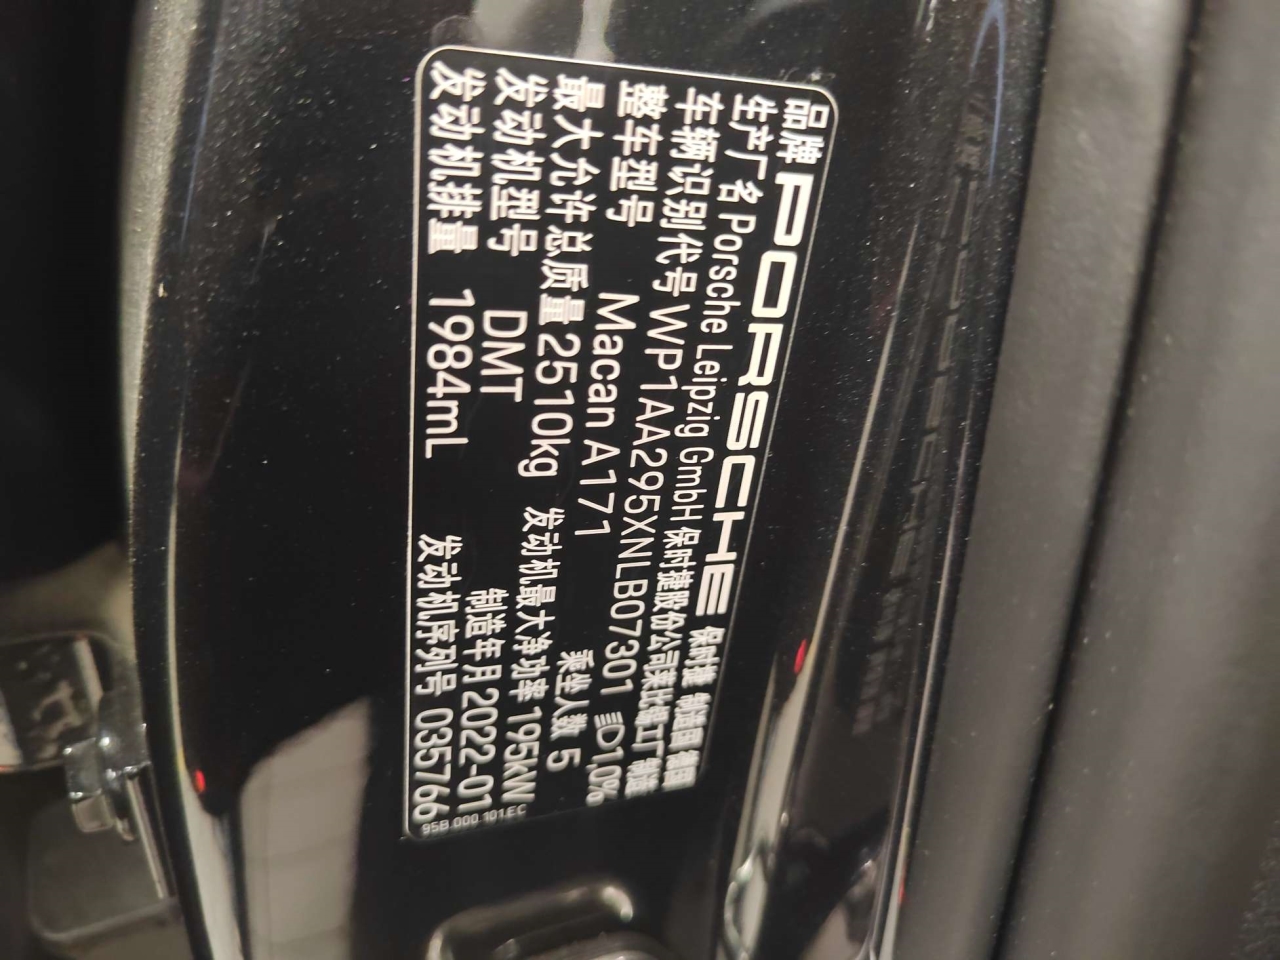 品牌 PORSCHE 保时捷 制造国 德国
生产厂名 Porsche Leipzig GmbH 保时捷股份公司莱比锡工厂制造
车辆识别代号 WP1AA295XNLB07301 D1,0%
整车型号 Macan A171 乘坐人数 5
最大允许总质量 2510kg 发动机最大净功率 195kW
发动机型号 DMT 制造年月 2022-01
发动机排量 1984mL 发动机序列号 035766
95B.000.101.EC